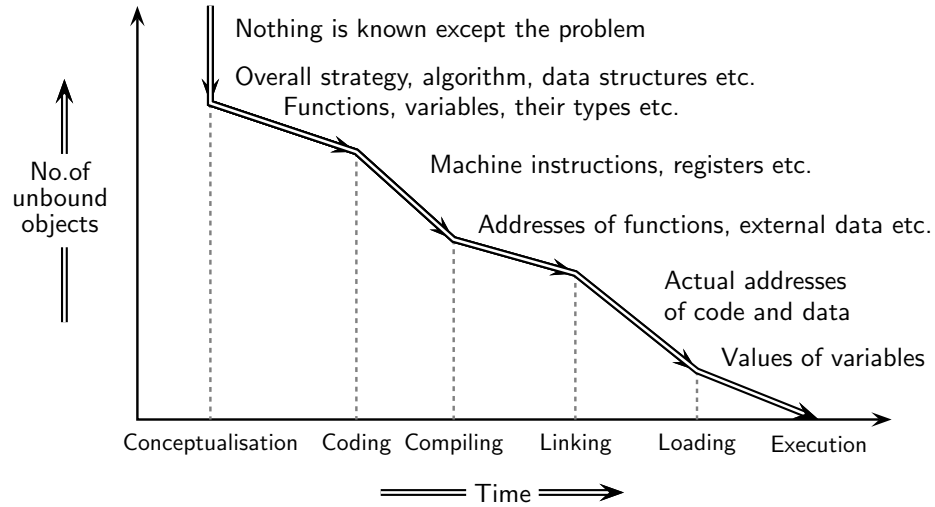 Nothing is known except the problem
Overall strategy, algorithm, data structures etc.
Functions, variables, their types etc.
Machine instructions, registers etc.
No.of
unbound
objects
Addresses of functions, external data etc.
Actual addresses
of code and data
Values of variables
Conceptualisation Coding Compiling Linking Loading Execution
Time